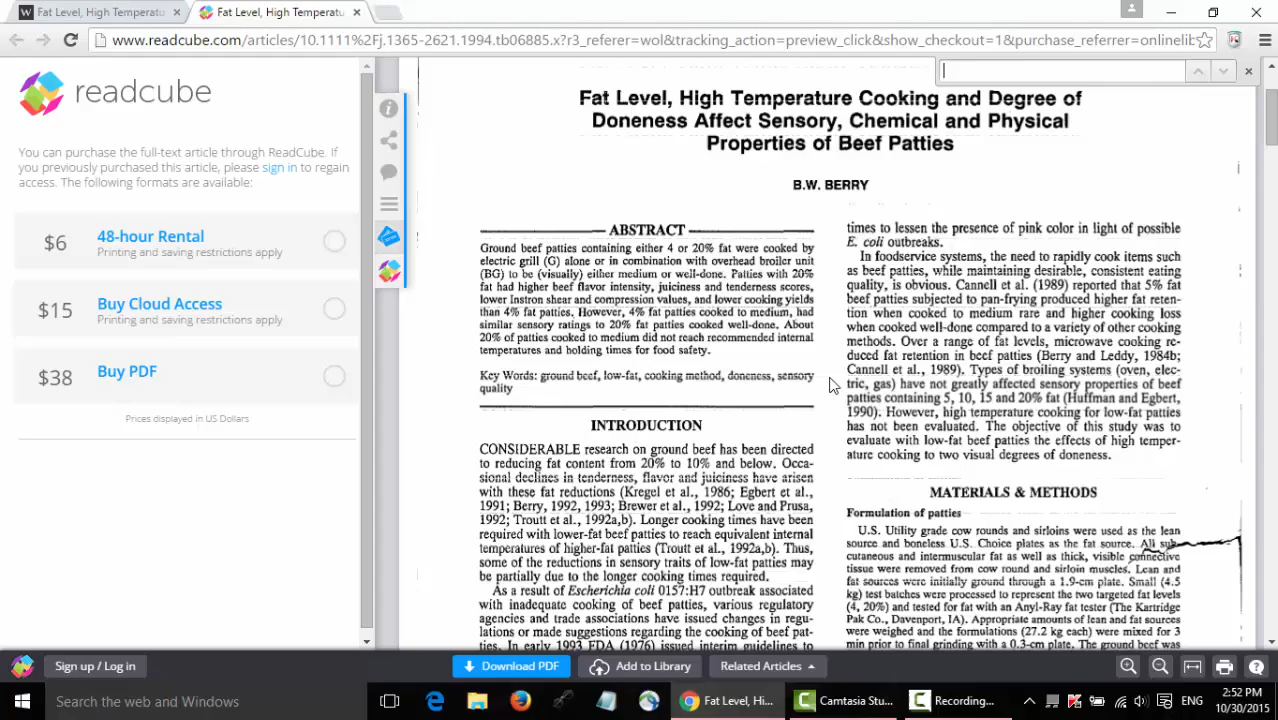 Fat Level, High Temperatu
Fat Level, High Temperatu
www.readcube.com/articles/10.1111%2Fj.1365-2621.1994.tb06885.x?r3_referer=wol&tracking_action=preview_click&show_checkout=1&purchase_referrer=onlinelib
readcube
You can purchase the full-text article through ReadCube. If
you previously purchased this article, please sign in to regain
access. The following formats are available:
$6
48-hour Rental
Printing and saving restrictions apply
$15
Buy Cloud Access
Printing and saving restrictions apply
$38
Buy PDF
Prices displayed in US Dollars
Fat Level, High Temperature Cooking and Degree of
Doneness Affect Sensory, Chemical and Physical
Properties of Beef Patties
B.W. BERRY
ABSTRACT
Ground beef patties containing either 4 or 20% fat were cooked by
electric grill (G) alone or in combination with overhead broiler unit
(BG) to be (visually) either medium or well-done. Patties with 20%
fat had higher beef flavor intensity, juiciness and tenderness scores,
lower Instron shear and compression values, and lower cooking yields
than 4% fat patties. However, 4% fat patties cooked to medium, had
similar sensory ratings to 20% fat patties cooked well-done. About
20% of patties cooked to medium did not reach recommended internal
temperatures and holding times for food safety.
Key Words: ground beef, low-fat, cooking method, doneness, sensory
quality
INTRODUCTION
CONSIDERABLE research on ground beef has been directed
to reducing fat content from 20% to 10% and below. Occa-
sional declines in tenderness, flavor and juiciness have arisen
with these fat reductions (Kregel et al., 1986; Egbert et al.,
1991; Berry, 1992, 1993; Brewer et al., 1992; Love and Prusa,
1992; Troutt et al., 1992a,b). Longer cooking times have been
required with lower-fat beef patties to reach equivalent internal
temperatures of higher-fat patties (Troutt et al., 1992a,b). Thus,
some of the reductions in sensory traits of low-fat patties may
be partially due to the longer cooking times required.
As a result of Escherichia coli 0157:H7 outbreak associated
with inadequate cooking of beef patties, various regulatory
agencies and trade associations have issued changes in regu-
lations or made suggestions regarding the cooking of beef pat-
ties. In early 1993 FDA (1976) issued interim guidelines to
times to lessen the presence of pink color in light of possible
E. coli outbreaks.
In foodservice systems, the need to rapidly cook items such
as beef patties, while maintaining desirable, consistent eating
quality, is obvious. Cannell et al. (1989) reported that 5% fat
beef patties subjected to pan-frying produced higher fat reten-
tion when cooked to medium rare and higher cooking loss
when cooked well-done compared to a variety of other cooking
methods. Over a range of fat levels, microwave cooking re-
duced fat retention in beef patties (Berry and Leddy, 1984b;
Cannell et al., 1989). Types of broiling systems (oven, elec-
tric, gas) have not greatly affected sensory properties of beef
patties containing 5, 10, 15 and 20% fat (Huffman and Egbert,
1990). However, high temperature cooking for low-fat patties
has not been evaluated. The objective of this study was to
evaluate with low-fat beef patties the effects of high temper-
ature cooking to two visual degrees of doneness.
MATERIALS & METHODS
Formulation of patties
U.S. Utility grade cow rounds and sirloins were used as the lean
source and boneless U.S. Choice plates as the fat source. All sub-
cutaneous and intermuscular fat as well as thick, visible connective
tissue were removed from cow round and sirloin muscles. Lean and
fat sources were initially ground through a 1.9-cm plate. Small (4.5
kg) test batches were processed to represent the two targeted fat levels
(4, 20%) and tested for fat with an Anyl-Ray fat tester (The Kartridge
Pak Co., Davenport, IA). Appropriate amounts of lean and fat sources
were weighed and the formulations (27.2 kg each) were mixed for 3
min prior to final grinding with a 0.3-cm plate. The ground beef was
Sign up / Log in
Download PDF
Add to Library
Related Articles
Search the web and Windows
Fat Level, Hi...
Camtasia Stu...
Recording...
ENG
2:52 PM
10/30/2015